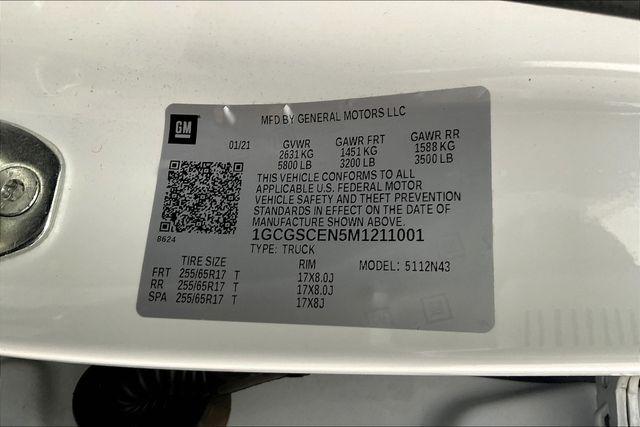 MFD BY GENERAL MOTORS LLC
GM
01/21 GVWR GAWR FRT GAWR RR
2631 KG 1451 KG 1588 KG
5800 LB 3200 LB 3500 LB
THIS VEHICLE CONFORMS TO ALL
APPLICABLE U.S. FEDERAL MOTOR
VEHICLE SAFETY AND THEFT PREVENTION
STANDARDS IN EFFECT ON THE DATE OF
MANUFACTURE SHOWN ABOVE.
8624
1GCGSCEN5M1211001
TYPE: TRUCK
TIRE SIZE RIM MODEL: 5112N43
FRT 255/65R17 T 17X8.0J
RR 255/65R17 T 17X8.0J
SPA 255/65R17 T 17X8J